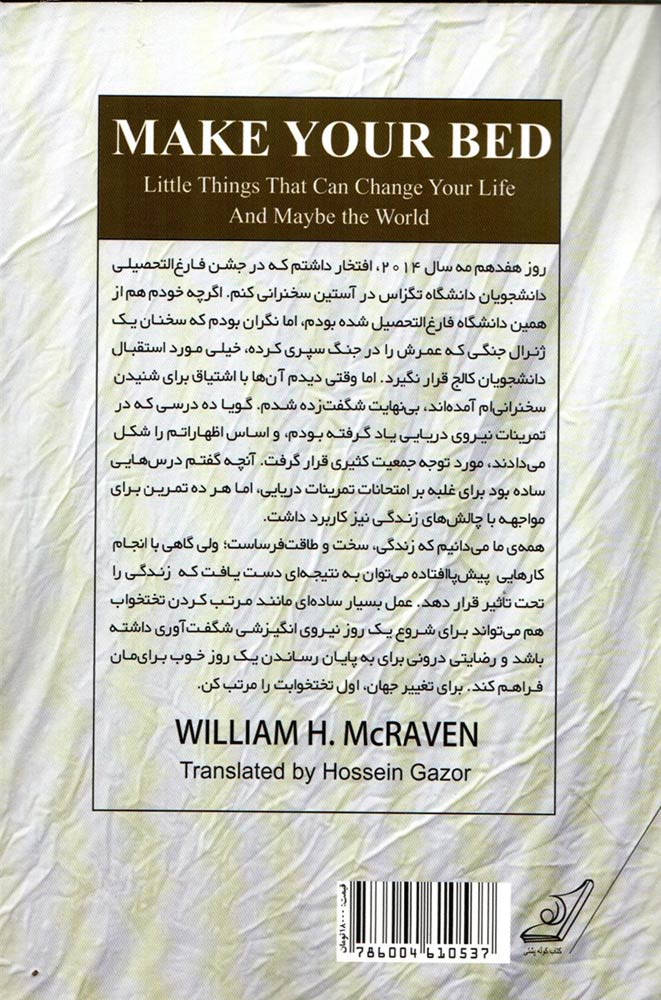 MAKE YOUR BED
Little Things That Can Change Your Life
And Maybe the World
روز هفدهم مه سال ۲۰۱۴، افتخار داشتم که در جشن فارغ‌التحصیلی
دانشجویان دانشگاه تگزاس در آستین سخنرانی کنم. اگرچه خودم هم از
همین دانشگاه فارغ‌التحصیل شده بودم، اما نگران بودم که سخنان یک
ژنرال جنگی که عمرش را در جنگ سپری کرده، خیلی مورد استقبال
دانشجویان کالج قرار نگیرد. اما وقتی دیدم آن‌ها با اشتیاق برای شنیدن
سخنرانی‌ام آمده‌اند، بی‌نهایت شگفت‌زده شدم. گویا ده درسی که در
تمرینات نیروی دریایی یاد گرفته بودم، و اساس اظهاراتم را شکل
می‌دادند، مورد توجه جمعیت کثیری قرار گرفت. آنچه گفتم درس‌هایی
ساده بود برای غلبه بر امتحانات تمرینات دریایی، اما هر ده تمرین برای
مواجهه با چالش‌های زندگی نیز کاربرد داشت.
همه‌ی ما می‌دانیم که زندگی، سخت و طاقت‌فرساست؛ ولی گاهی با انجام
کارهایی پیش‌پاافتاده می‌توان به نتیجه‌ای دست یافت که زندگی را
تحت تاثیر قرار دهد. عمل بسیار ساده‌ای مانند مرتب کردن تختخواب
هم می‌تواند برای شروع یک روز نیروی انگیزشی شگفت‌آوری داشته
باشد و رضایتی درونی برای به پایان رساندن یک روز خوب برای‌مان
فراهم کند. برای تغییر جهان، اول تختخوابت را مرتب کن.
WILLIAM H. McRAVEN
Translated by Hossein Gazor
قیمت: ۱۸۰۰۰تومان
786004 610537
کتاب کوله پشتی